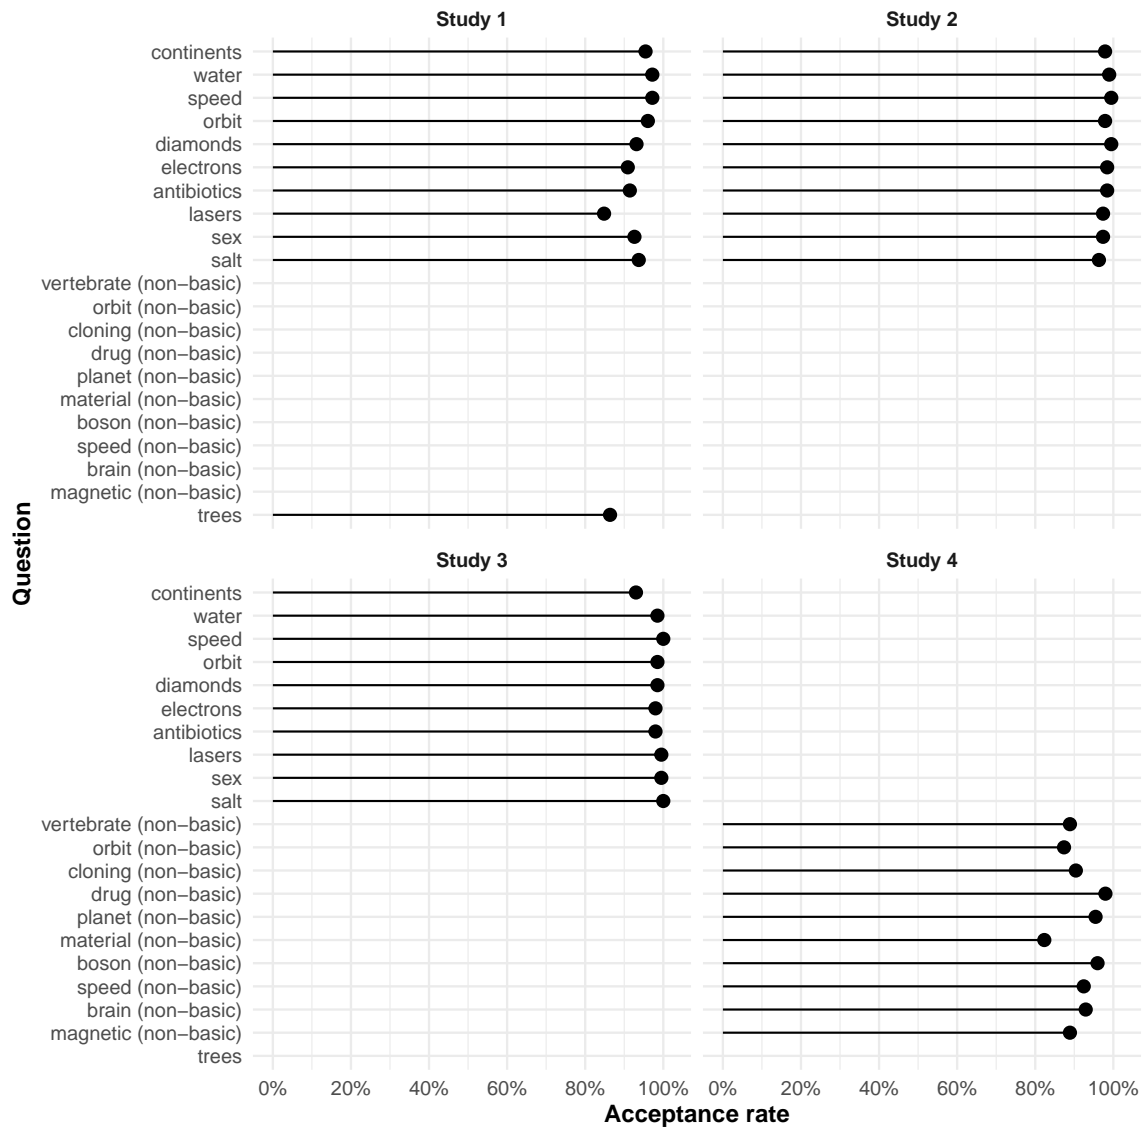 Study 1
Study 2
continents
water
speed
orbit
diamonds
electrons
antibiotics
lasers
sex
salt
vertebrate (non−basic)
orbit (non−basic)
cloning (non−basic)
drug (non−basic)
planet (non−basic)
material (non−basic)
boson (non−basic)
speed (non−basic)
brain (non−basic)
magnetic (non−basic)
trees
Question
Study 3
Study 4
continents
water
speed
orbit
diamonds
electrons
antibiotics
lasers
sex
salt
vertebrate (non−basic)
orbit (non−basic)
cloning (non−basic)
drug (non−basic)
planet (non−basic)
material (non−basic)
boson (non−basic)
speed (non−basic)
brain (non−basic)
magnetic (non−basic)
trees
0% 20% 40% 60% 80% 100% 0% 20% 40% 60% 80% 100%
Acceptance rate